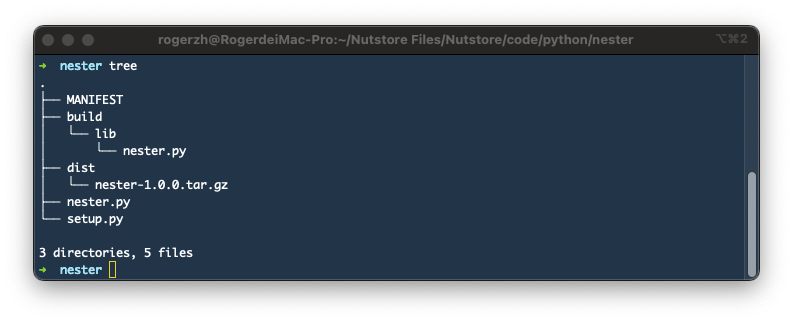 rogerzh@RogerdeiMac-Pro:~/Nutstore Files/Nutstore/code/python/nester ⌥⌘2
➜  nester tree
.
├── MANIFEST
├── build
│   └── lib
│       └── nester.py
├── dist
│   └── nester-1.0.0.tar.gz
├── nester.py
└── setup.py

3 directories, 5 files
➜  nester